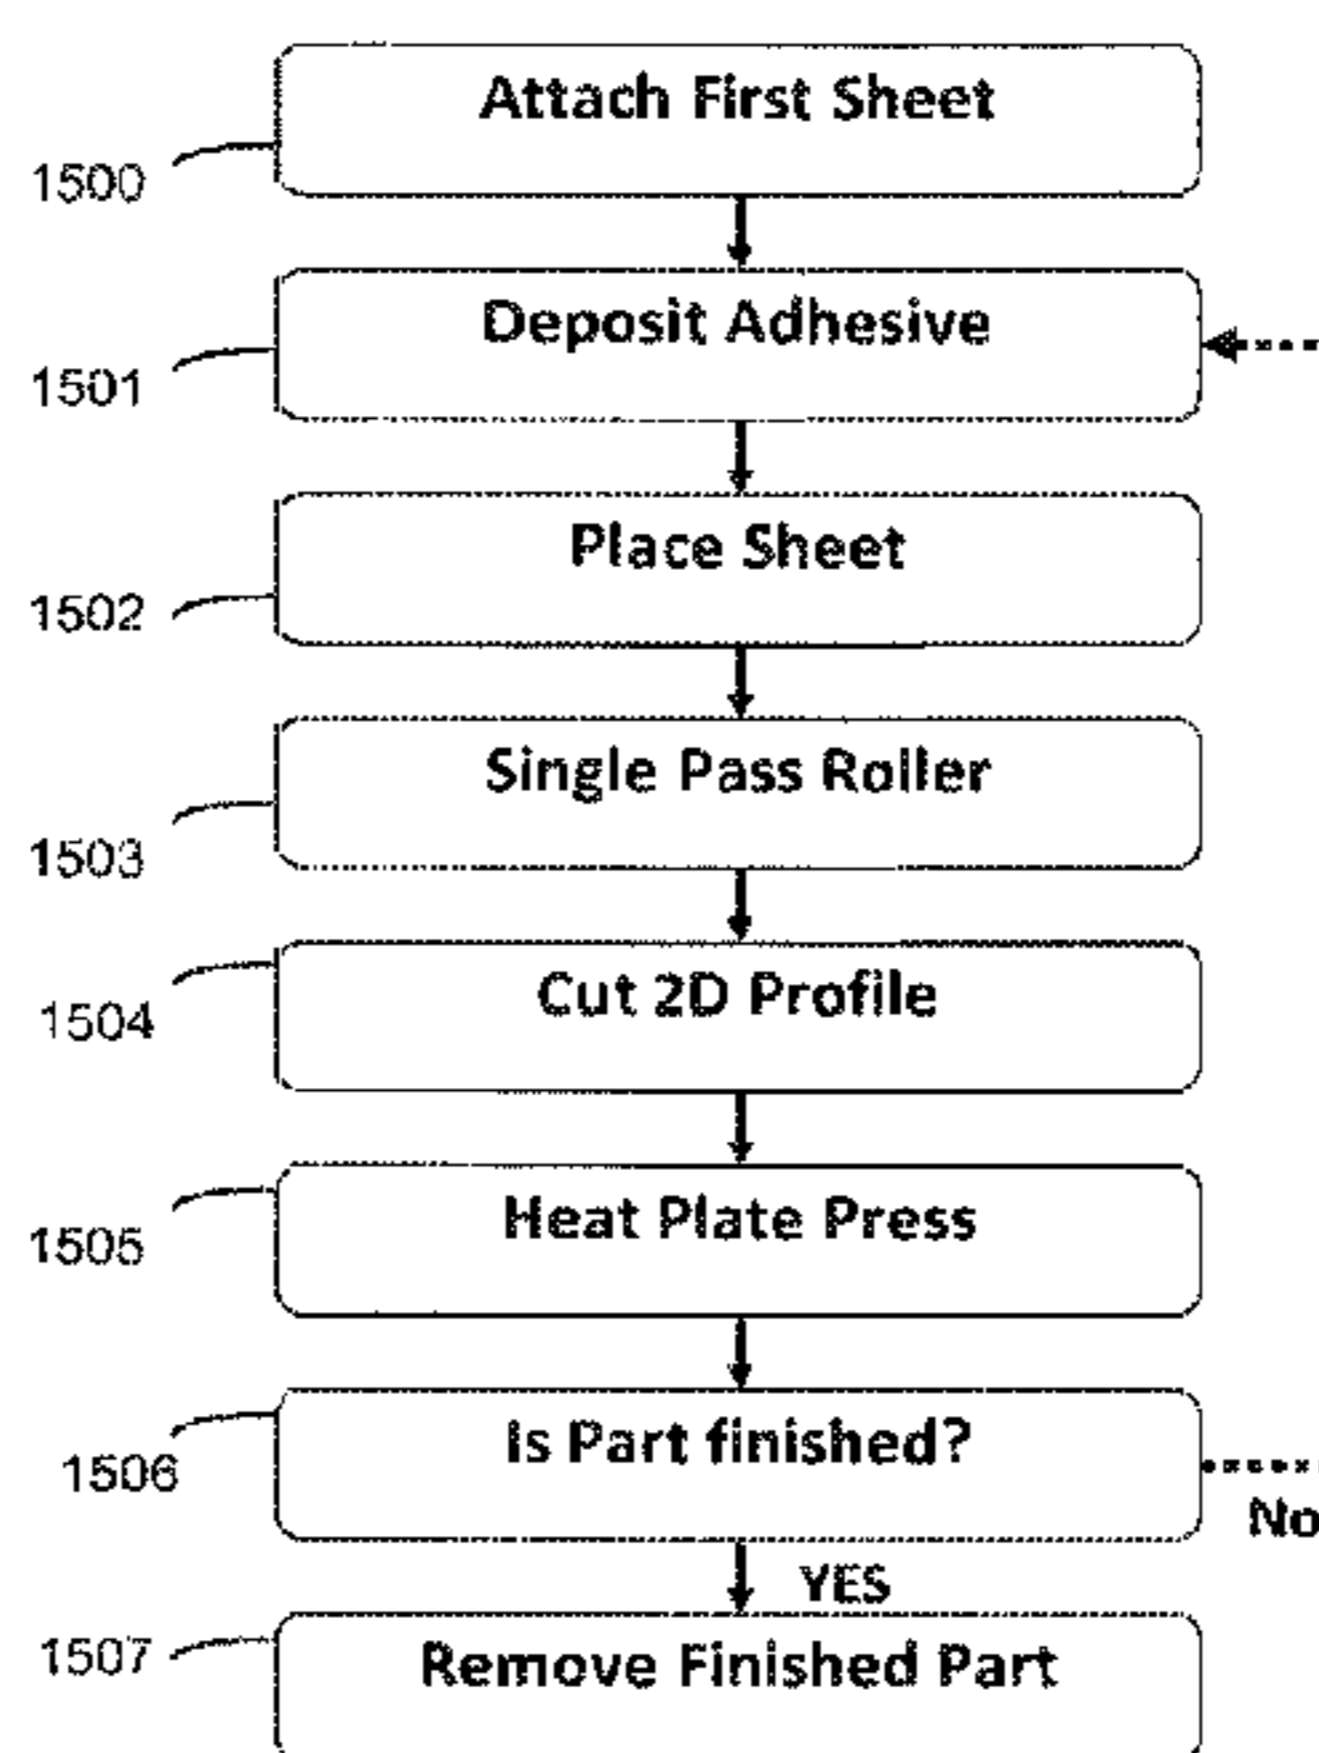 Attach First Sheet
1500
Deposit Adhesive
1501
Place Sheet
1502
Single Pass Roller
1503
Cut 2D Profile
1504
Heat Plate Press
1505
Is Part finished?
1506
No
YES
1507
Remove Finished Part